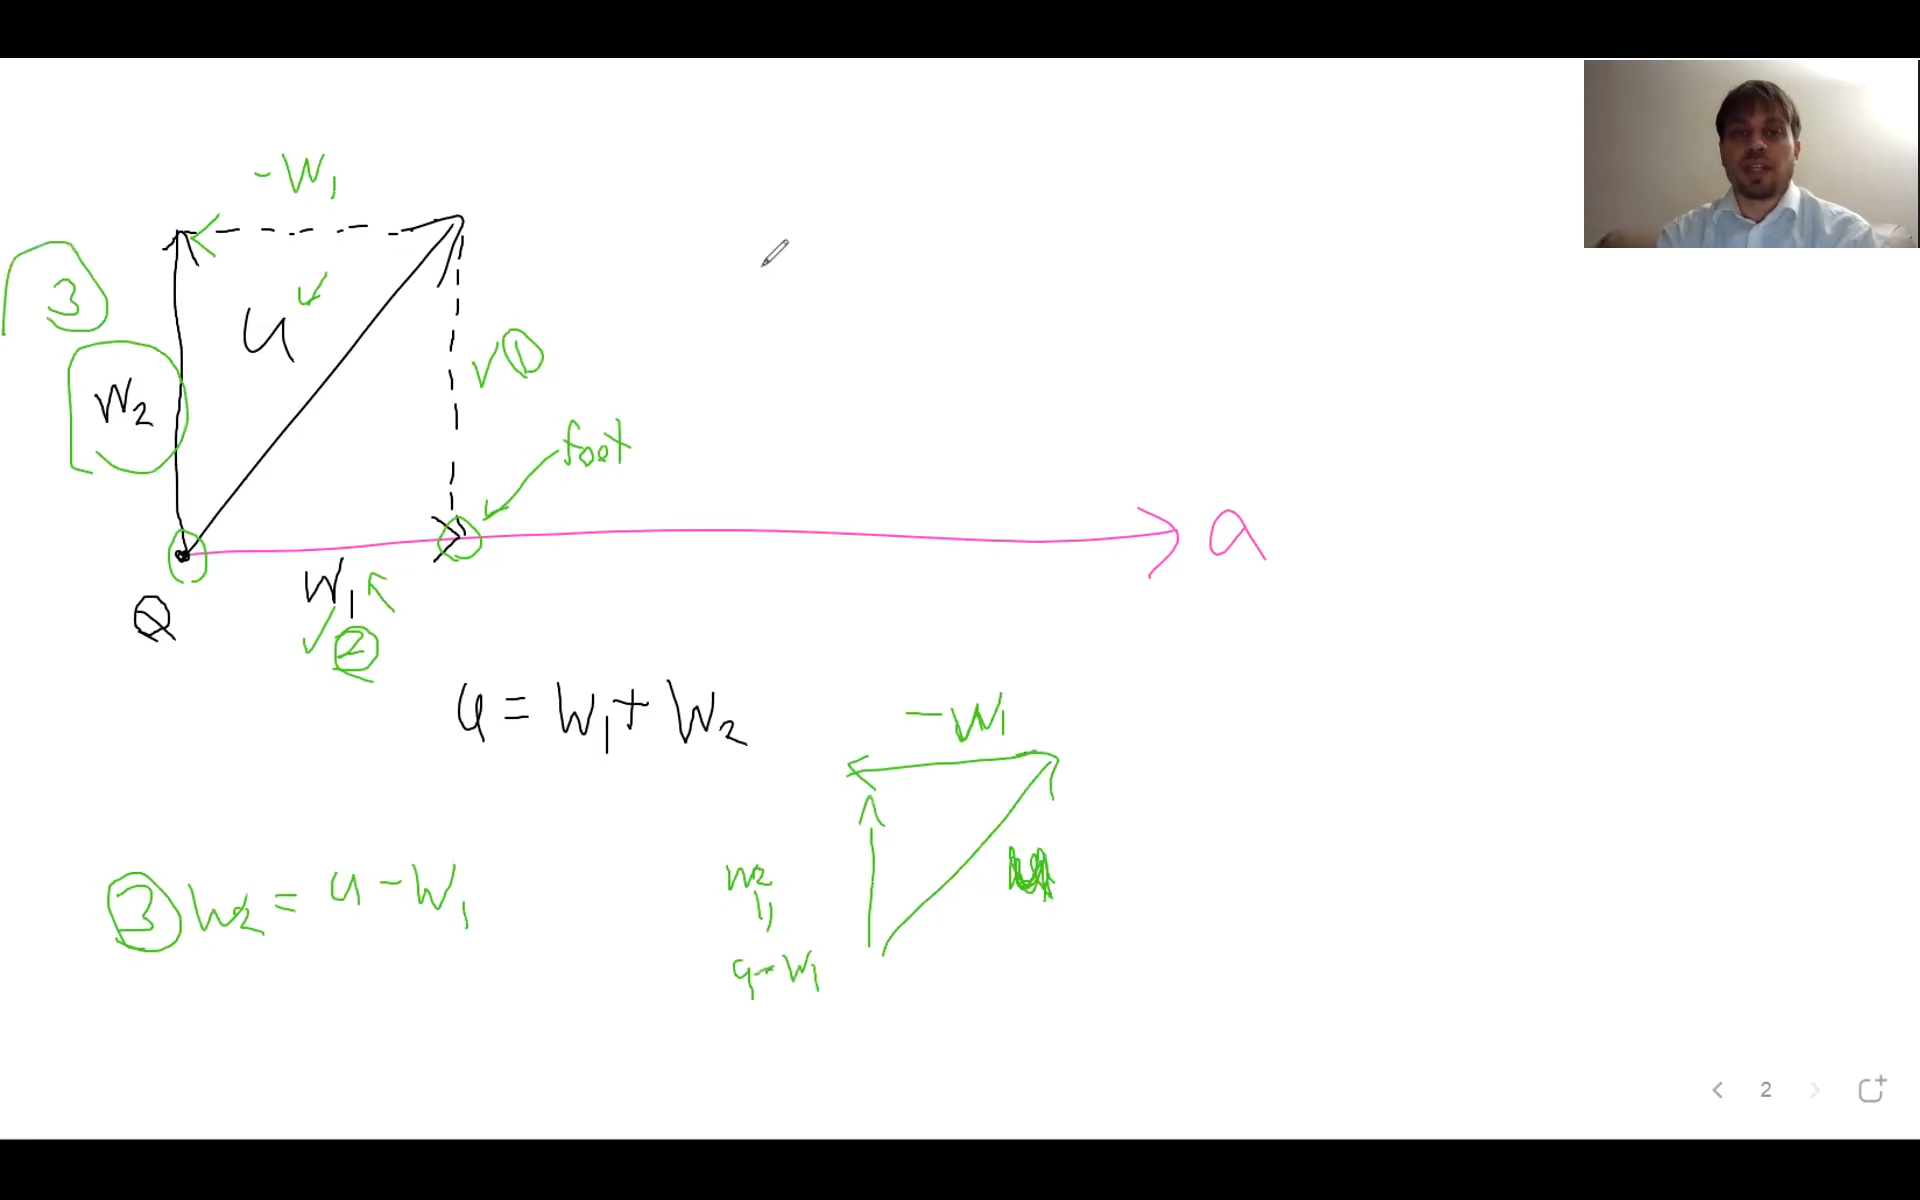 -W₁
3
u
✓①
W₂
foot
a
Q
W₁
✓②
u = W₁ + W₂
-W₁
③ W₂ = u - W₁
W₂
u - W₁
2